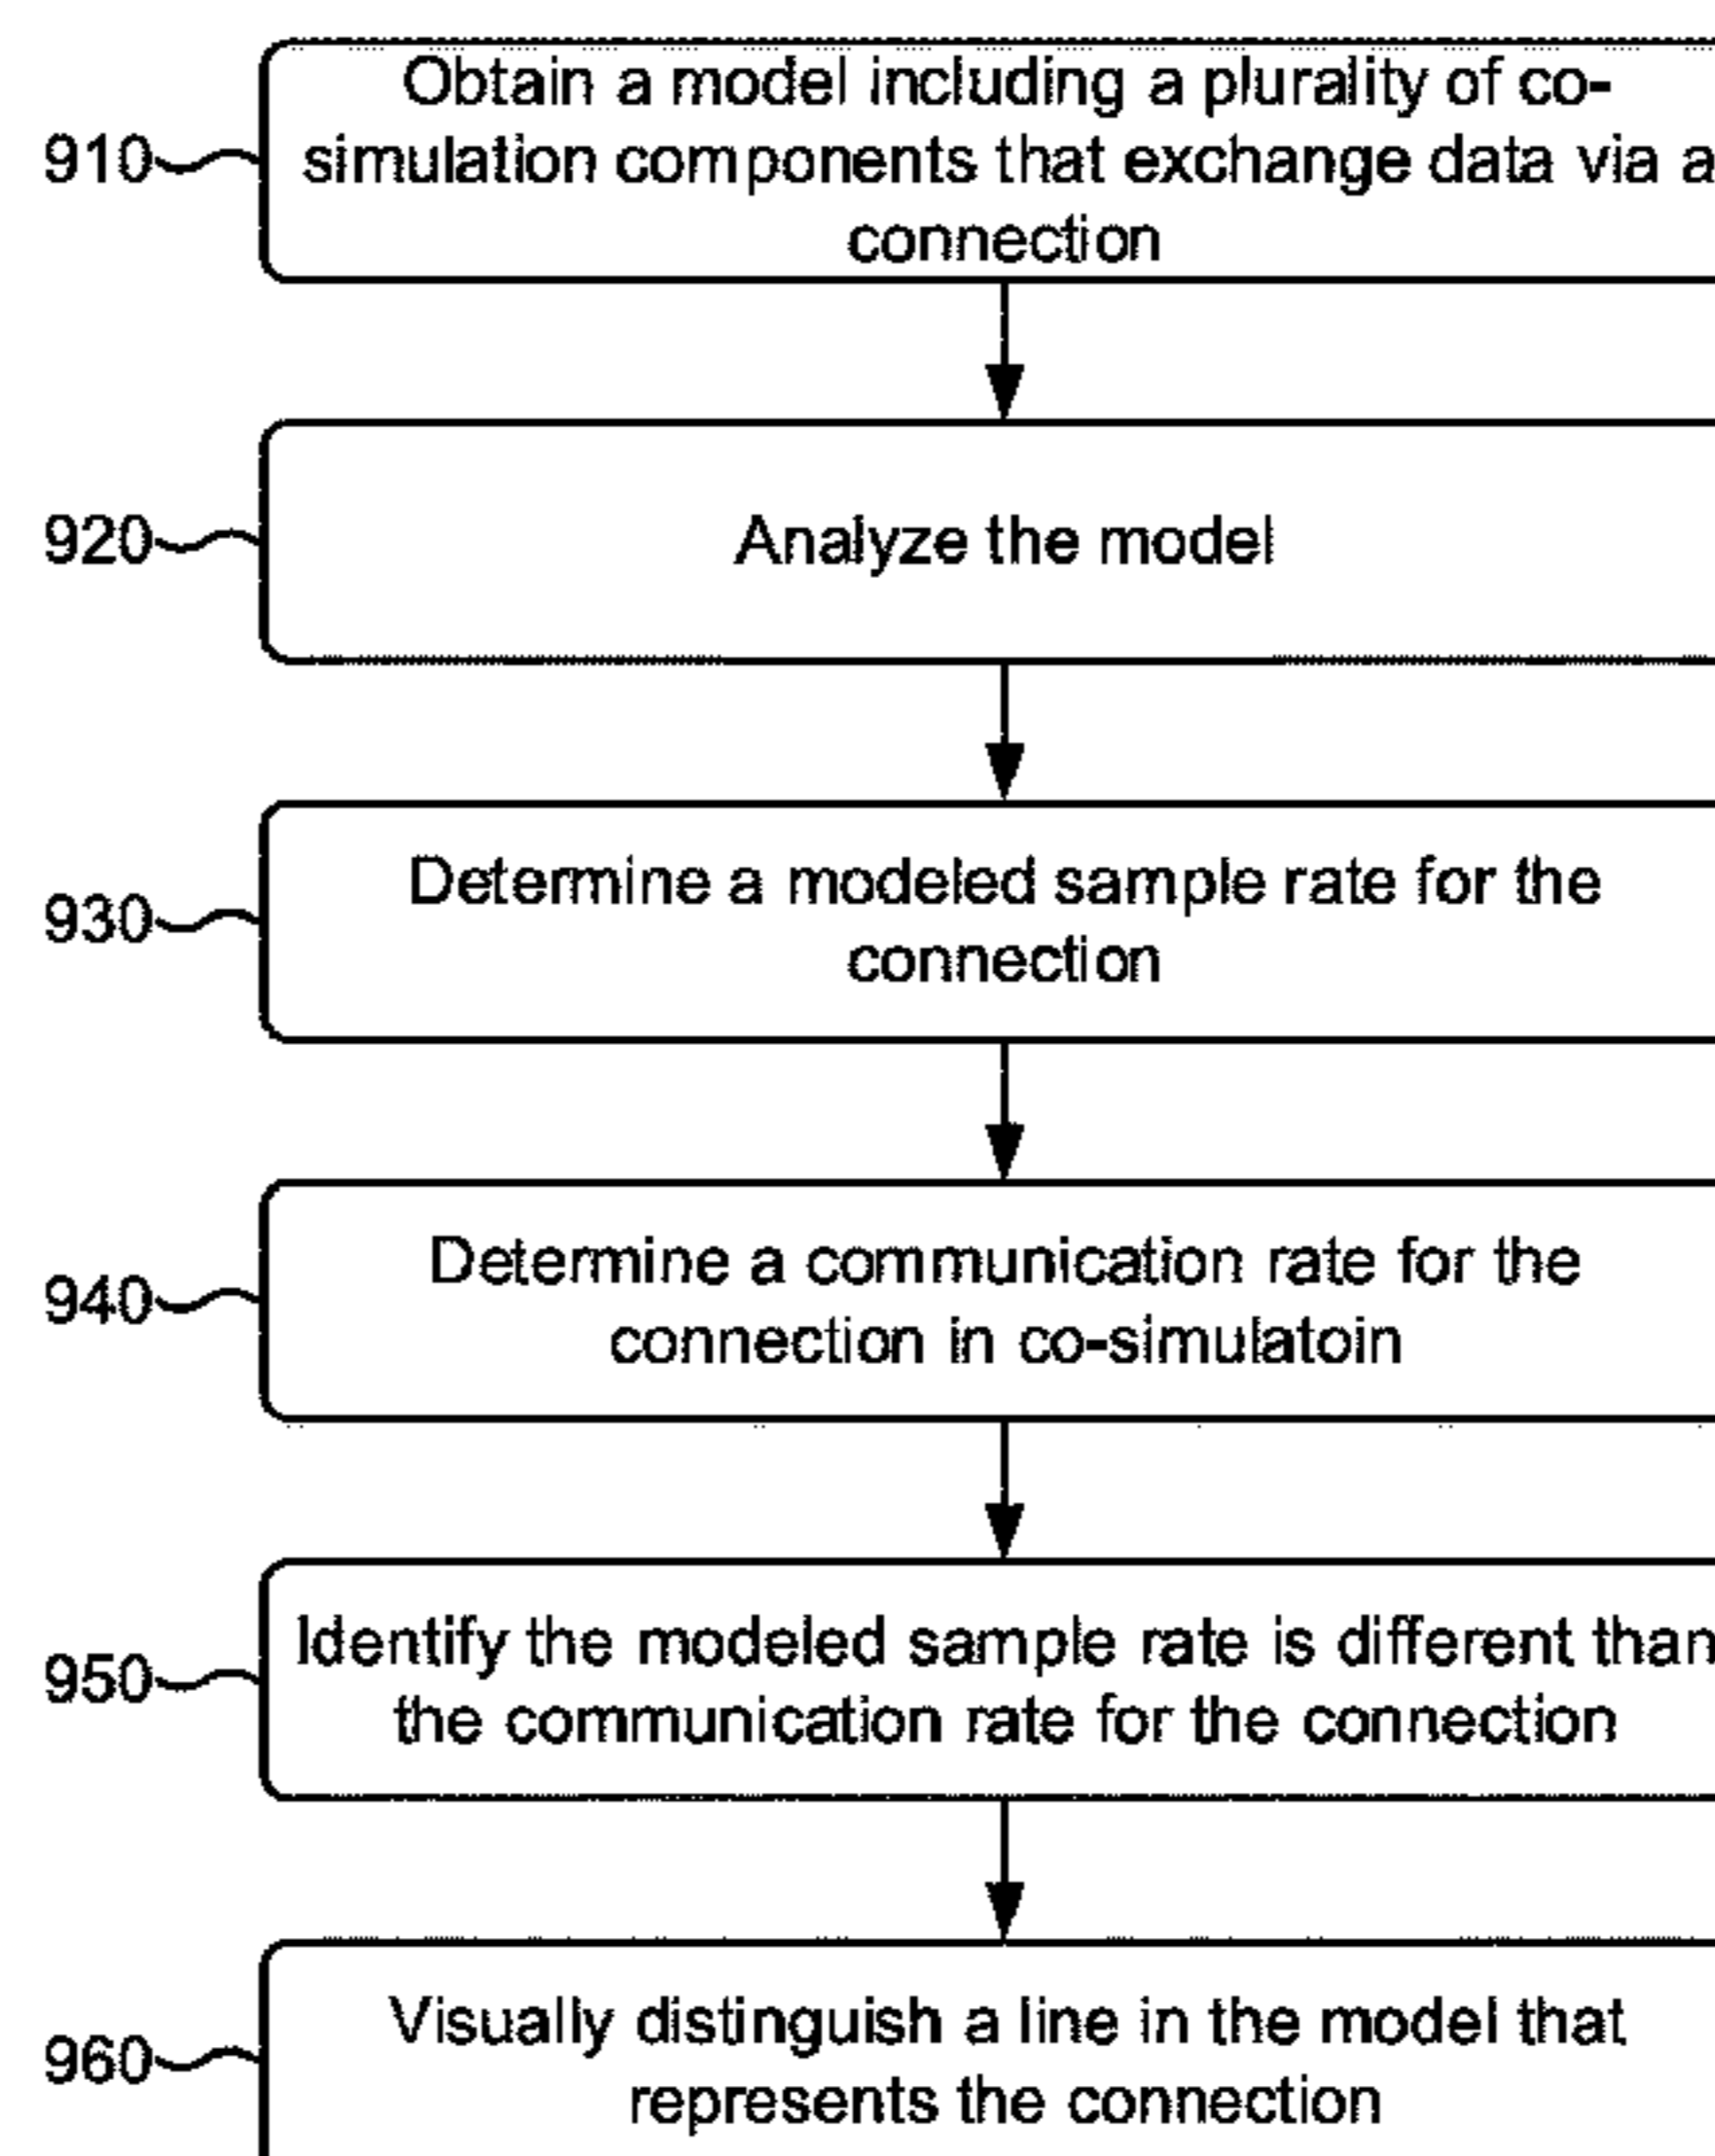 Obtain a model including a plurality of co-
910
simulation components that exchange data via a
connection
920
Analyze the model
Determine a modeled sample rate for the
930
connection
Determine a communication rate for the
940
connection in co-simulatoin
Identify the modeled sample rate is different than
950
the communication rate for the connection
Visually distinguish a line in the model that
960
represents the connection